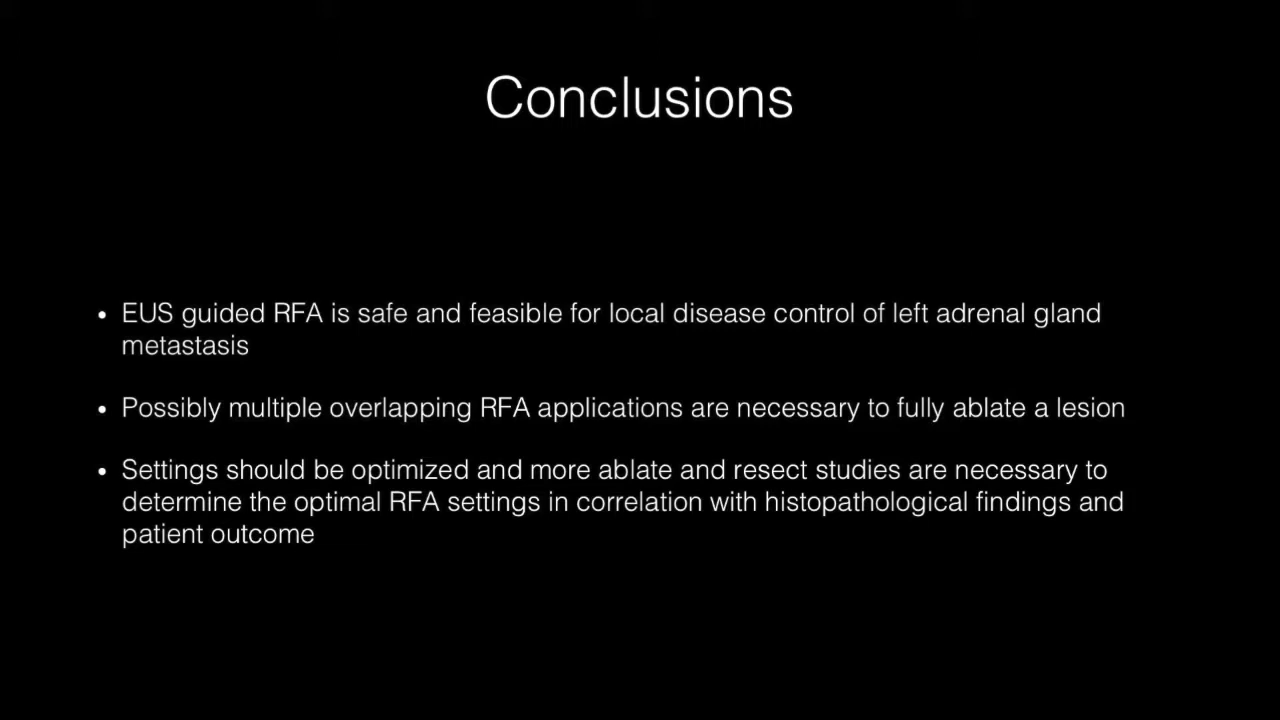 Conclusions
• EUS guided RFA is safe and feasible for local disease control of left adrenal gland
metastasis
• Possibly multiple overlapping RFA applications are necessary to fully ablate a lesion
• Settings should be optimized and more ablate and resect studies are necessary to
determine the optimal RFA settings in correlation with histopathological findings and
patient outcome